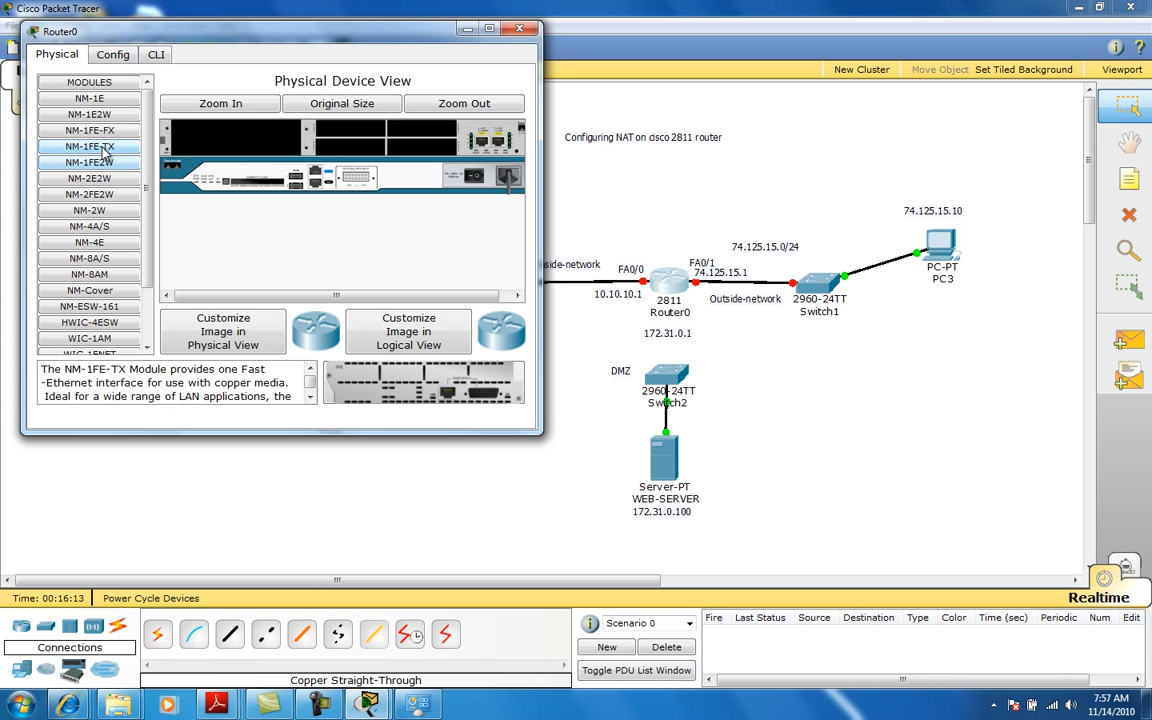 Cisco Packet Tracer
Router0
Physical
Config
CLI
MODULES
NM-1E
NM-1E2W
NM-1FE-FX
NM-1FE-TX
NM-1FE2W
NM-2E2W
NM-2FE2W
NM-2W
NM-4A/S
NM-4E
NM-8A/S
NM-8AM
NM-Cover
NM-ESW-161
HWIC-4ESW
WIC-1AM
WIC-1ENET
Physical Device View
Zoom In
Original Size
Zoom Out
Customize
Image in
Physical View
Customize
Image in
Logical View
The NM-1FE-TX Module provides one Fast
-Ethernet interface for use with copper media.
Ideal for a wide range of LAN applications, the
New Cluster
Move Object
Set Tiled Background
Viewport
Configuring NAT on cisco 2811 router
74.125.15.10
PC-PT
PC3
74.125.15.0/24
side-network
FA0/0
FA0/1
74.125.15.1
10.10.10.1
2811
Router0
Outside-network
2960-24TT
Switch1
172.31.0.1
DMZ
2960-24TT
Switch2
Server-PT
WEB-SERVER
172.31.0.100
Time: 00:16:13
Power Cycle Devices
Realtime
Connections
Copper Straight-Through
Scenario 0
New
Delete
Toggle PDU List Window
Fire
Last Status
Source
Destination
Type
Color
Time (sec)
Periodic
Num
Edit
7:57 AM
11/14/2010